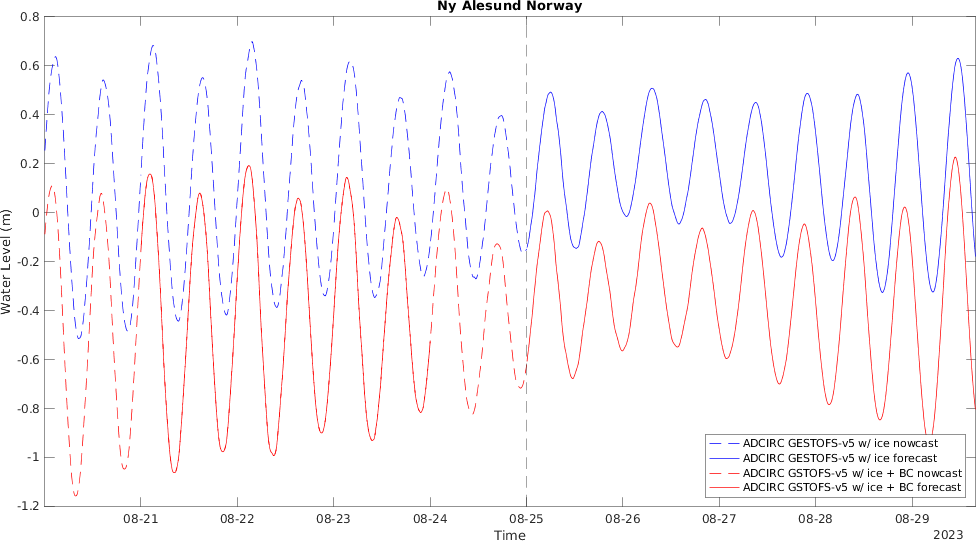 Ny Alesund Norway
0.8
0.6
0.4
0.2
0
-0.2
-0.4
-0.6
-0.8
-1
-1.2
Water Level (m)
08-21 08-22 08-23 08-24 08-25 08-26 08-27 08-28 08-29
Time
2023
ADCIRC GESTOFS-v5 w/ ice nowcast
ADCIRC GESTOFS-v5 w/ ice forecast
ADCIRC GSTOFS-v5 w/ ice + BC nowcast
ADCIRC GSTOFS-v5 w/ ice + BC forecast